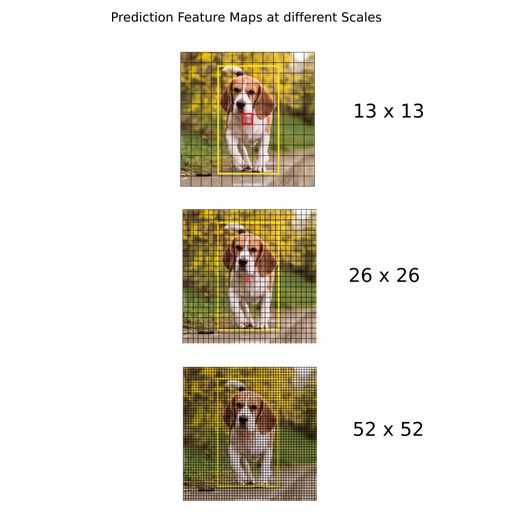 Prediction Feature Maps at different Scales
13 x 13
26 x 26
52 x 52